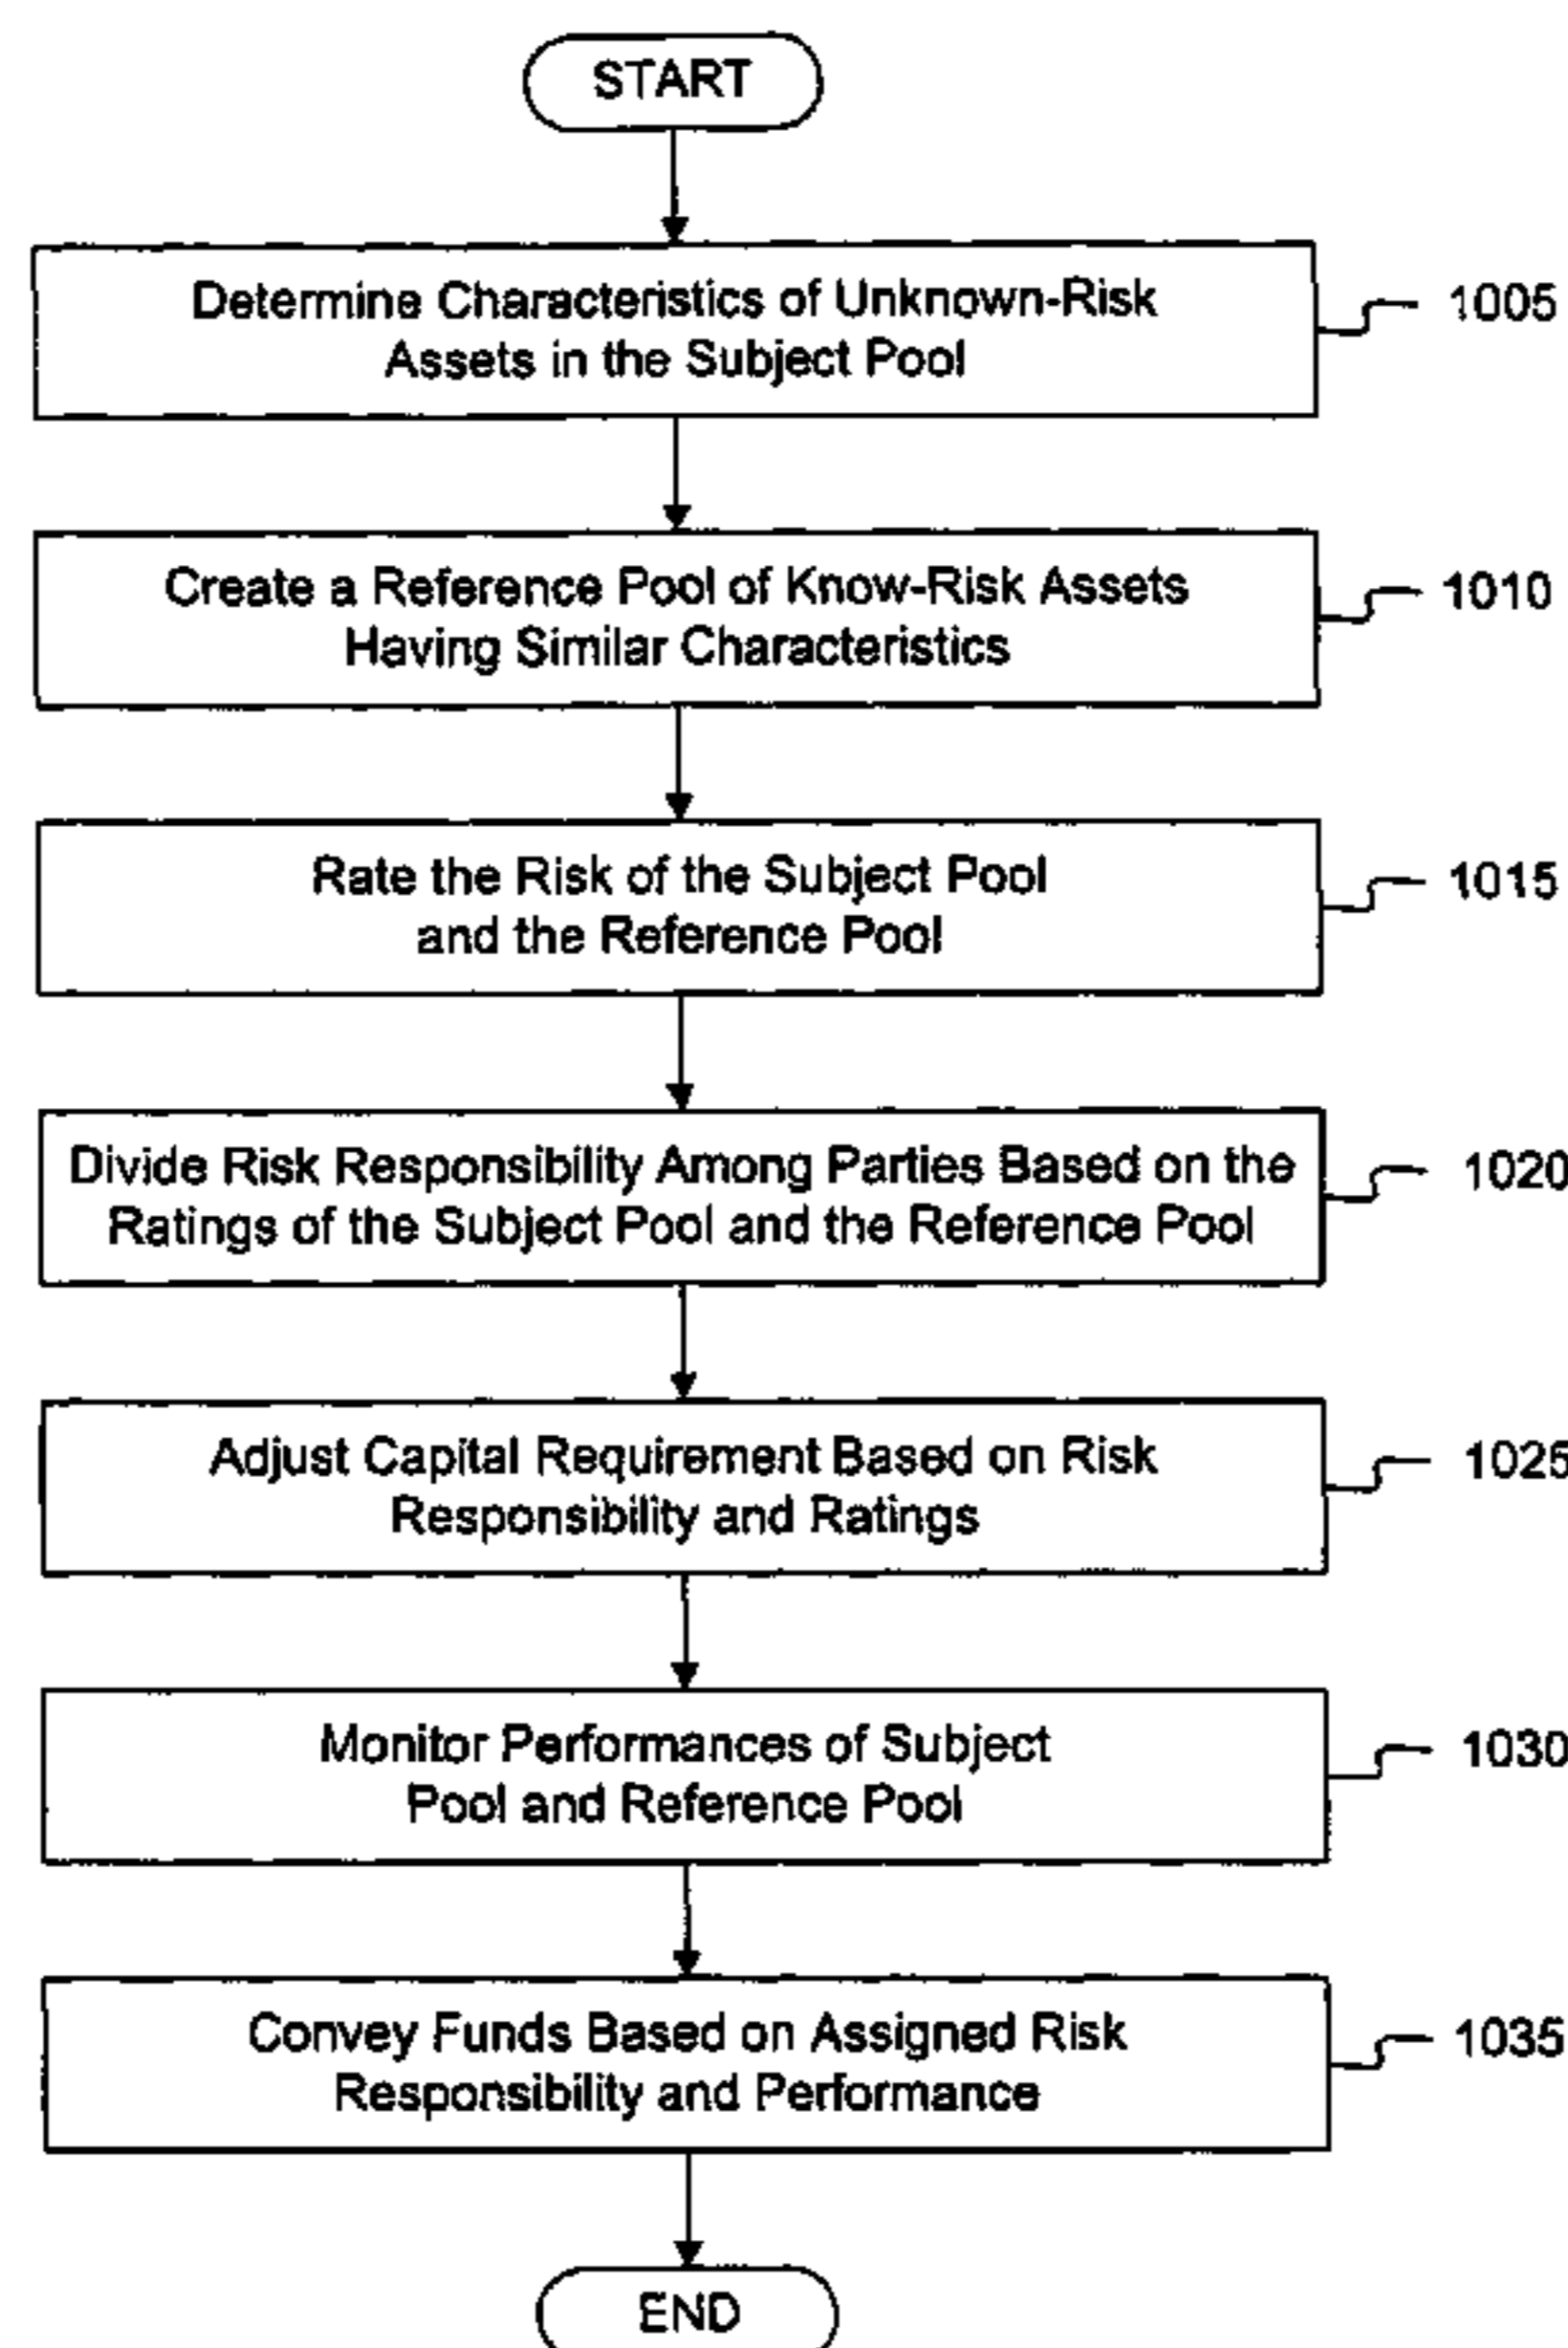 START
Determine Characteristics of Unknown-Risk
Assets in the Subject Pool
1005
Create a Reference Pool of Know-Risk Assets
Having Similar Characteristics
1010
Rate the Risk of the Subject Pool
and the Reference Pool
1015
Divide Risk Responsibility Among Parties Based on the
Ratings of the Subject Pool and the Reference Pool
1020
Adjust Capital Requirement Based on Risk
Responsibility and Ratings
1025
Monitor Performances of Subject
Pool and Reference Pool
1030
Convey Funds Based on Assigned Risk
Responsibility and Performance
1035
END